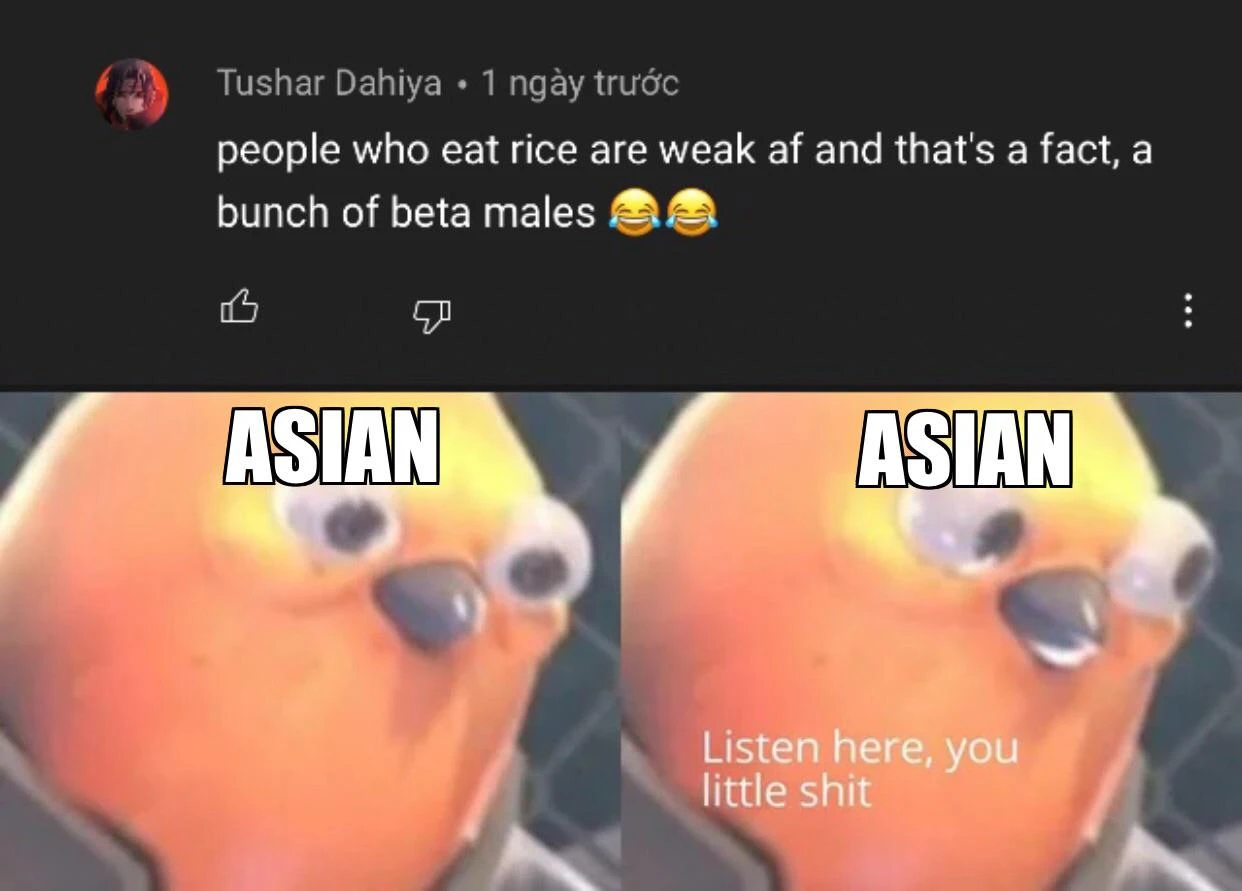 Tushar Dahiya • 1 ngày trước
people who eat rice are weak af and that's a fact, a
bunch of beta males 😂😂
ASIAN
ASIAN
Listen here, you
little shit